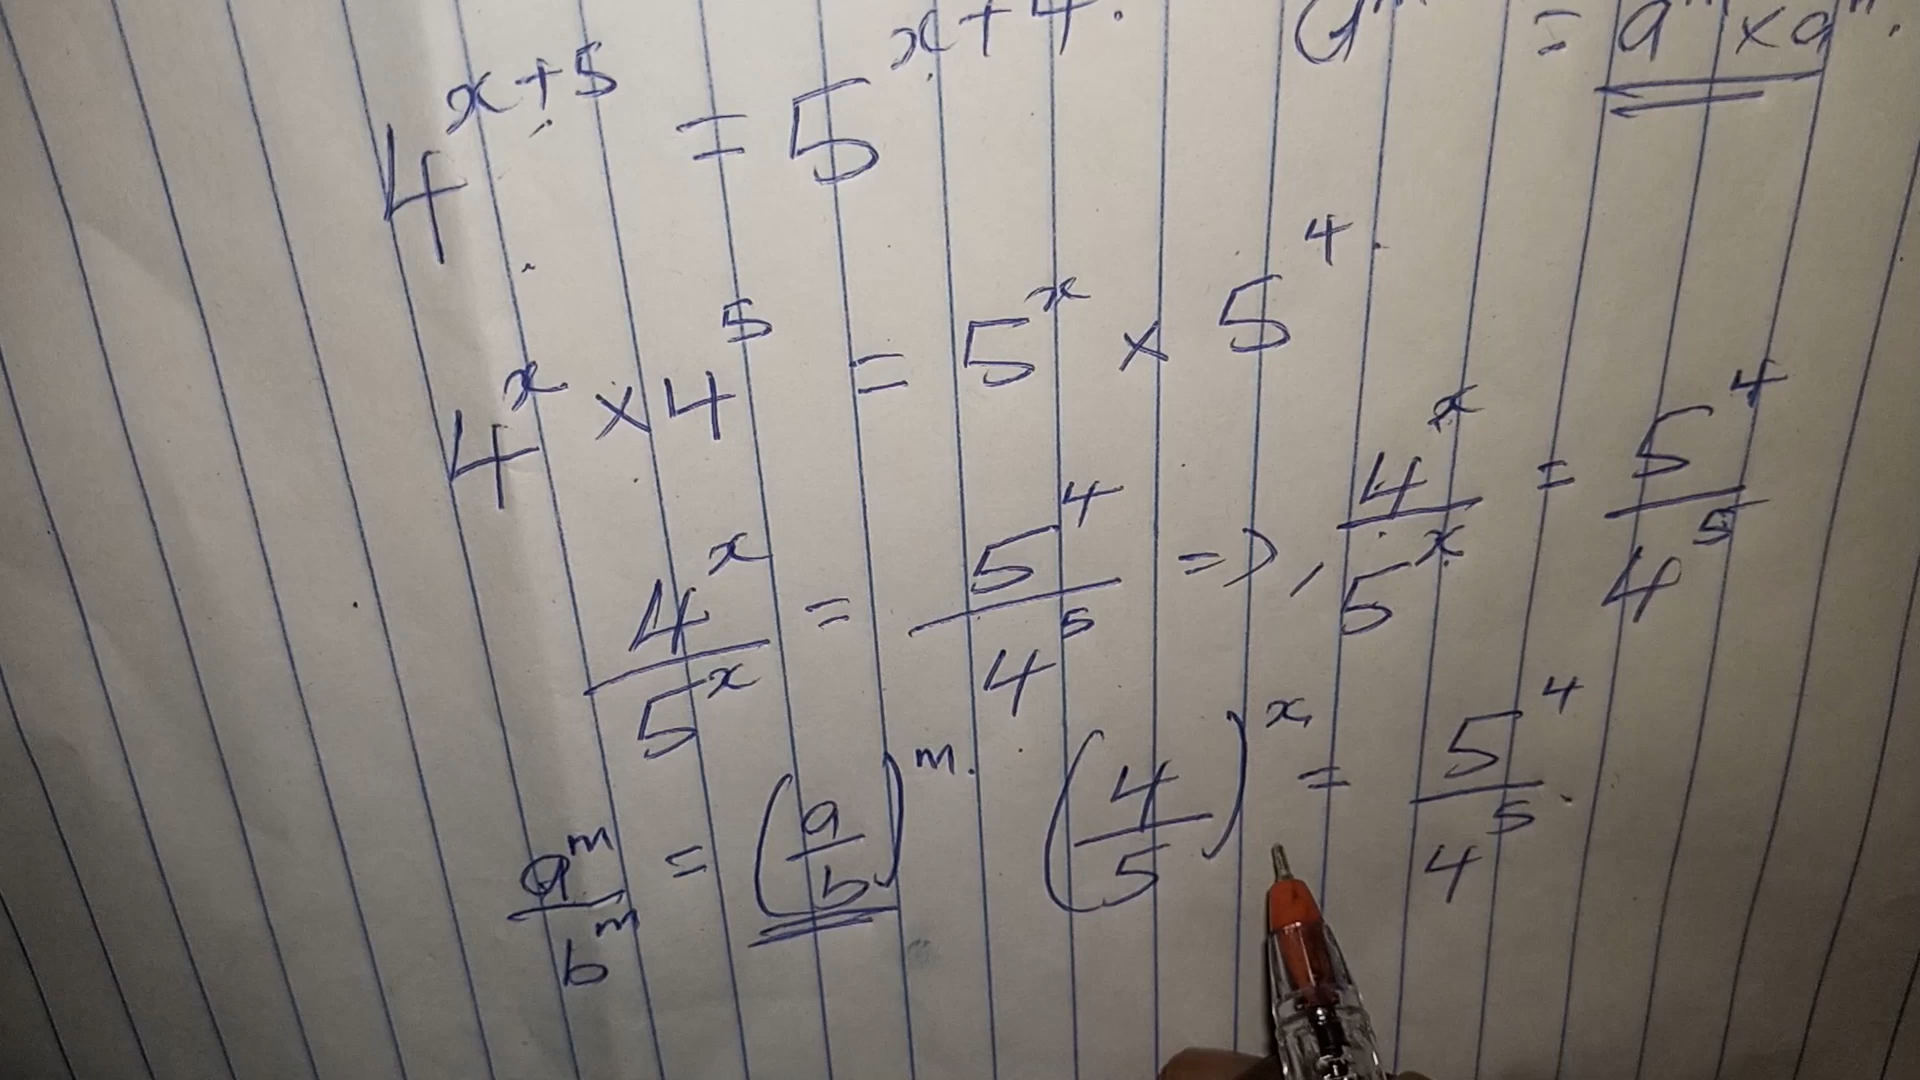 4^{x+5} = 5^{x+4}. = a^m × a^n.
4^x × 4^5 = 5^x × 5^4.
4^x/5^x = 5^4/4^5 =>, 4^x/5^x = 5^4/4^5
a^m/b^m = (a/b)^m. (4/5)^x = 5^4/4^5.